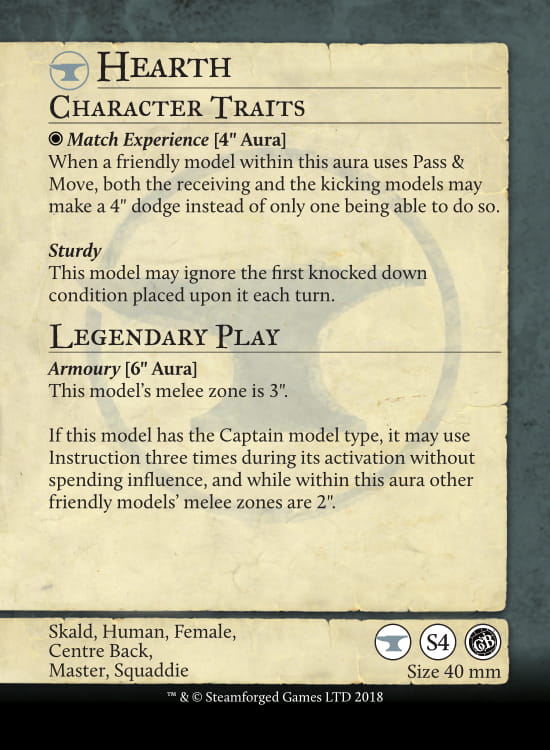 Hearth
Character Traits
Match Experience [4" Aura]
When a friendly model within this aura uses Pass &
Move, both the receiving and the kicking models may
make a 4" dodge instead of only one being able to do so.
Sturdy
This model may ignore the first knocked down
condition placed upon it each turn.
Legendary Play
Armoury [6" Aura]
This model's melee zone is 3".
If this model has the Captain model type, it may use
Instruction three times during its activation without
spending influence, and while within this aura other
friendly models' melee zones are 2".
Skald, Human, Female,
Centre Back,
Master, Squaddie
S4
GB
Size 40 mm
™ & © Steamforged Games LTD 2018